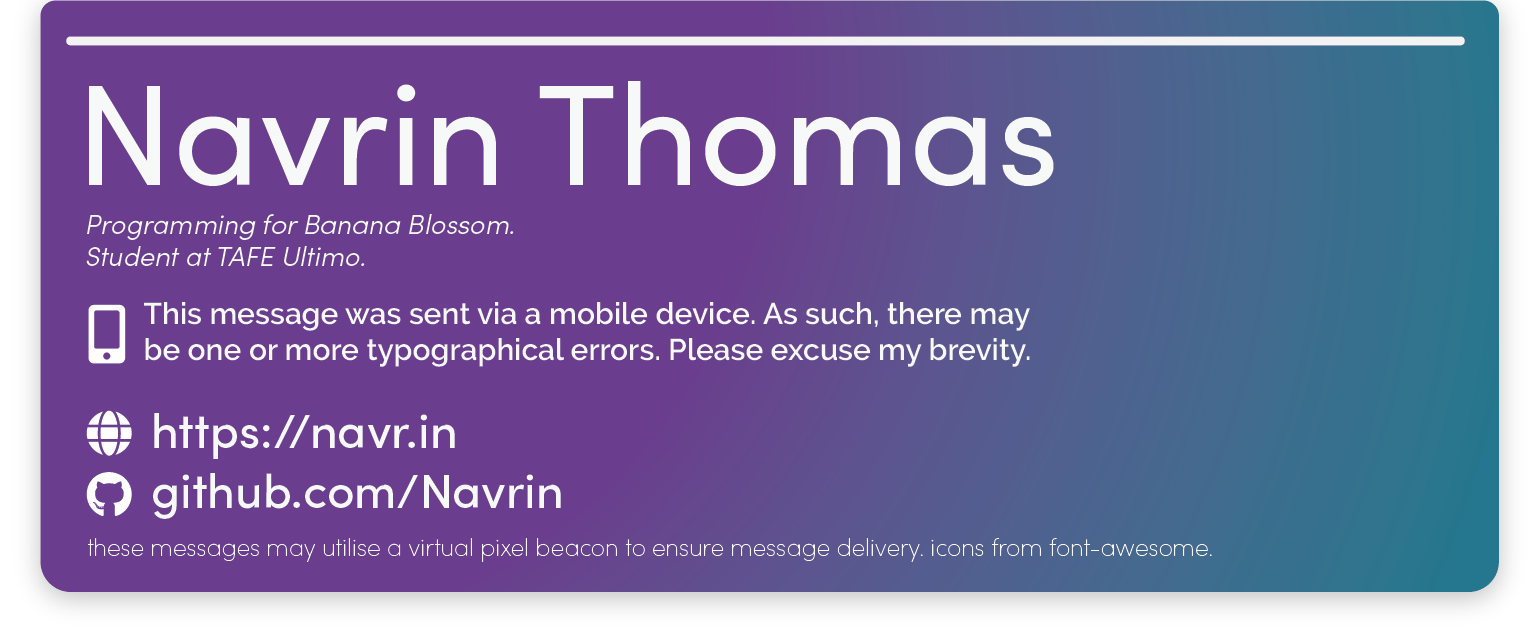 Navrin Thomas
Programming for Banana Blossom.
Student at TAFE Ultimo.
This message was sent via a mobile device. As such, there may
be one or more typographical errors. Please excuse my brevity.
https://navr.in
github.com/Navrin
these messages may utilise a virtual pixel beacon to ensure message delivery. icons from font-awesome.